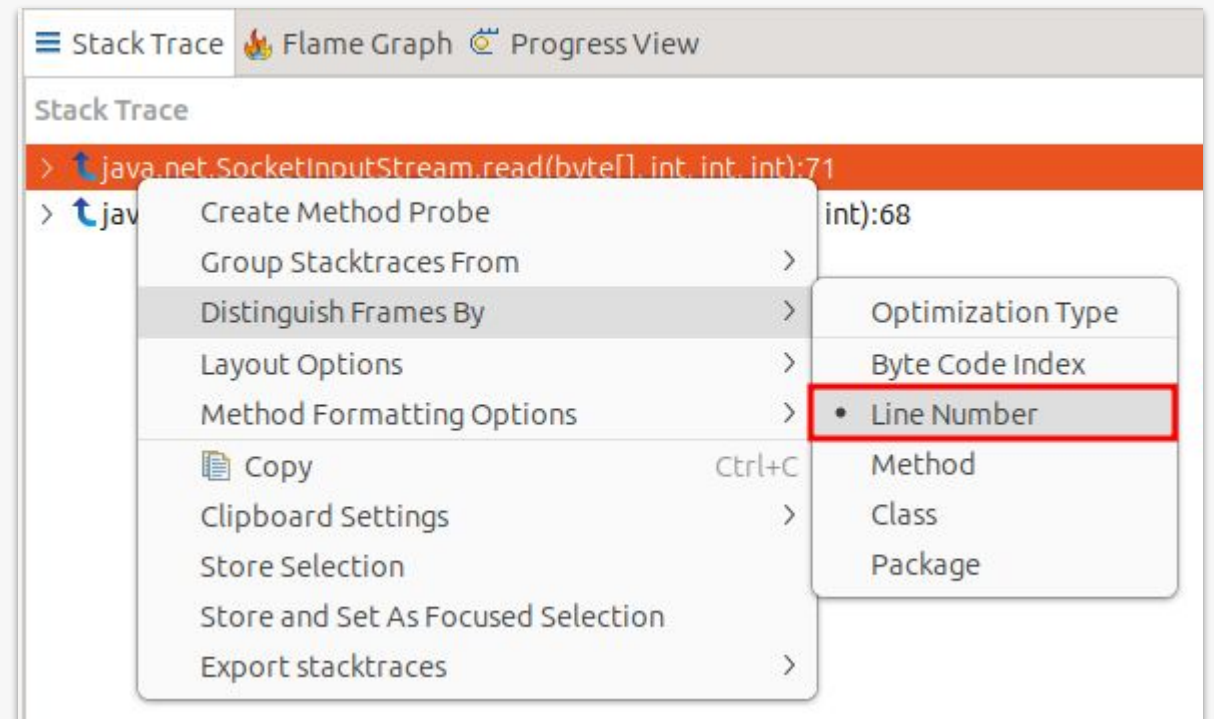 Stack Trace Flame Graph Progress View
Stack Trace
java.net.SocketInputStream.read(byte[], int, int, int):71
jav int):68
Create Method Probe
Group Stacktraces From
Distinguish Frames By
Layout Options
Method Formatting Options
Copy Ctrl+C
Clipboard Settings
Store Selection
Store and Set As Focused Selection
Export stacktraces
Optimization Type
Byte Code Index
• Line Number
Method
Class
Package